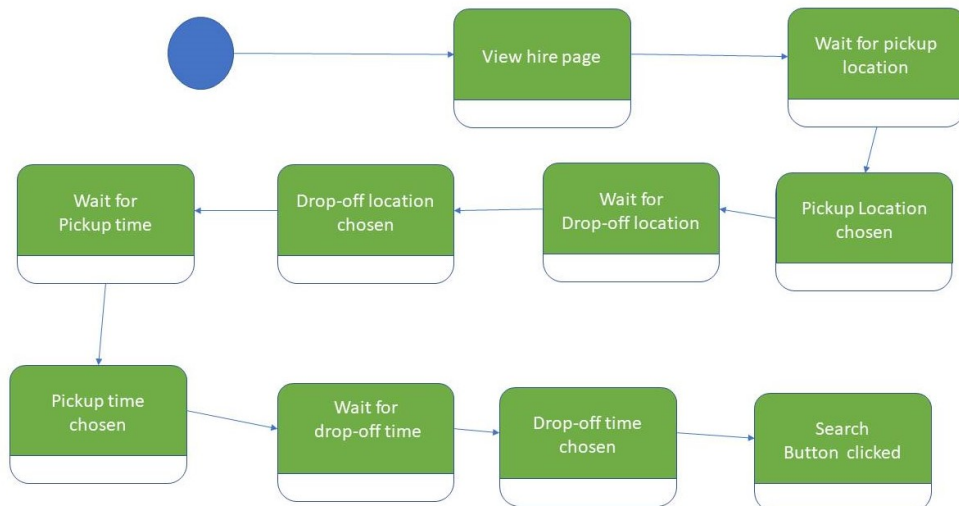 View hire page
Wait for pickup
location
Pickup Location
chosen
Wait for
Drop-off location
Drop-off location
chosen
Wait for
Pickup time
Pickup time
chosen
Wait for
drop-off time
Drop-off time
chosen
Search
Button clicked